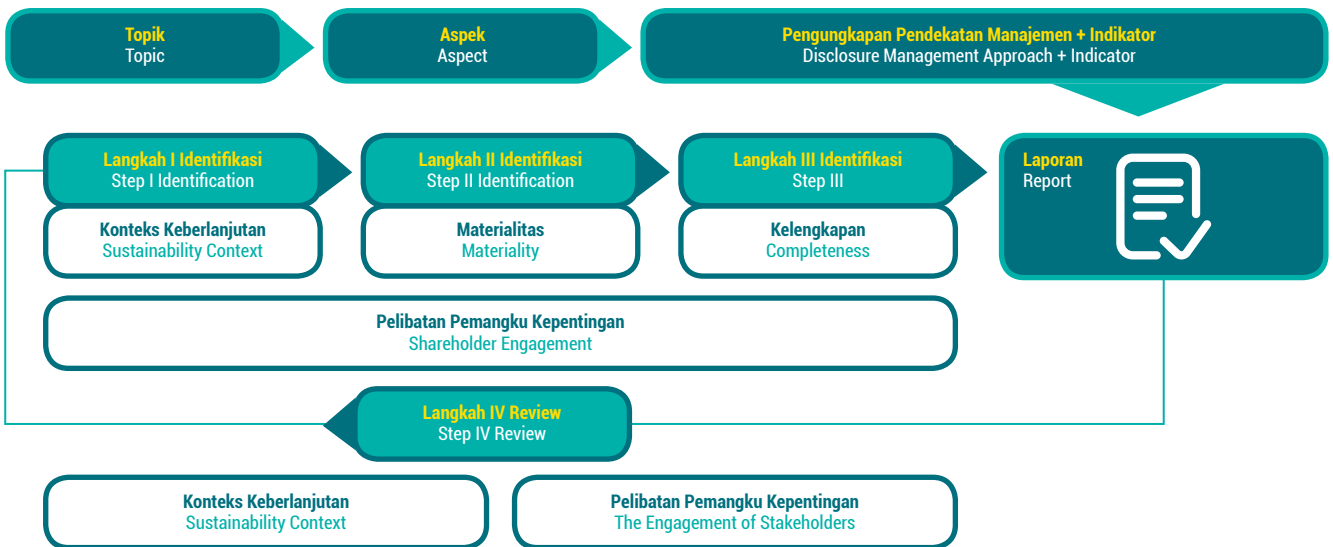 Topik
Topic
Aspek
Aspect
Pengungkapan Pendekatan Manajemen + Indikator
Disclosure Management Approach + Indicator
Langkah I Identifikasi
Step I Identification
Langkah II Identifikasi
Step II Identification
Langkah III Identifikasi
Step III
Laporan
Report
Konteks Keberlanjutan
Sustainability Context
Materialitas
Materiality
Kelengkapan
Completeness
Pelibatan Pemangku Kepentingan
Shareholder Engagement
Langkah IV Review
Step IV Review
Konteks Keberlanjutan
Sustainability Context
Pelibatan Pemangku Kepentingan
The Engagement of Stakeholders